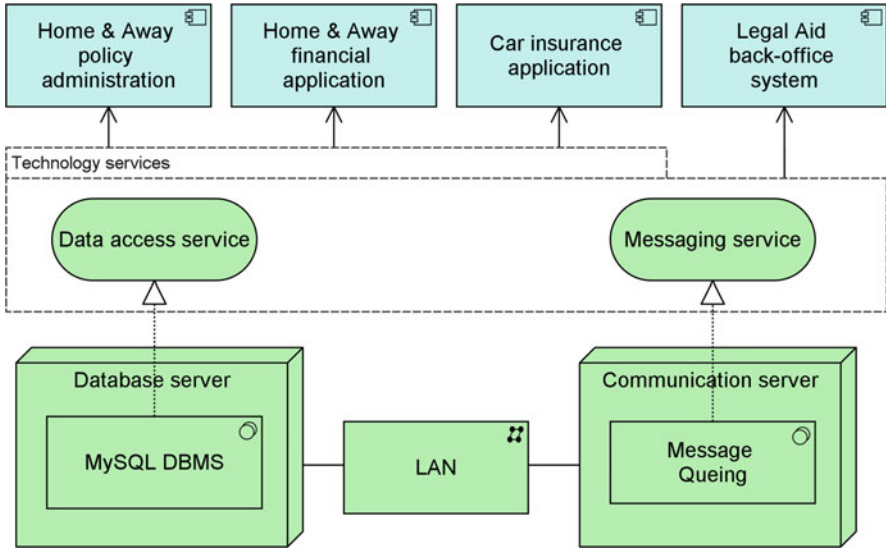 Home & Away
policy
administration
Home & Away
financial
application
Car insurance
application
Legal Aid
back-office
system
Technology services
Data access service
Messaging service
Database server
Communication server
MySQL DBMS
LAN
Message
Queing